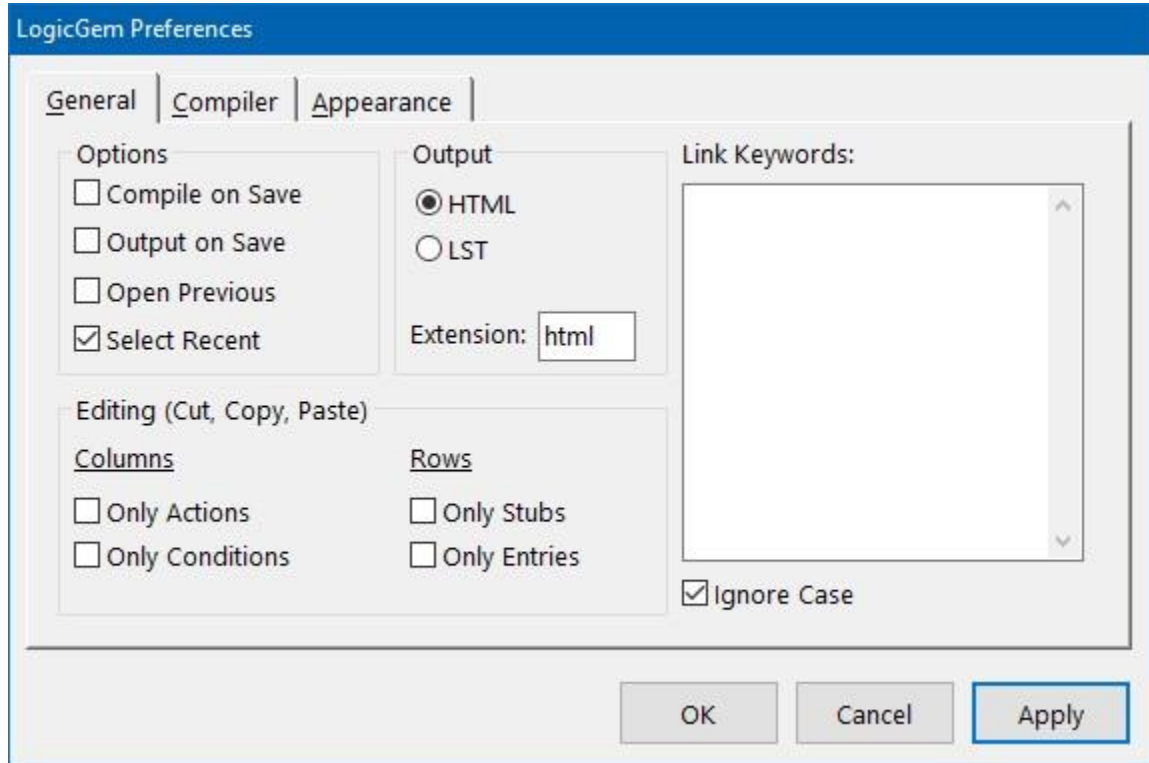 LogicGem Preferences
General
Compiler
Appearance
Options
Compile on Save
Output on Save
Open Previous
Select Recent
Output
HTML
LST
Extension: html
Link Keywords:
Ignore Case
Editing (Cut, Copy, Paste)
Columns
Only Actions
Only Conditions
Rows
Only Stubs
Only Entries
OK
Cancel
Apply